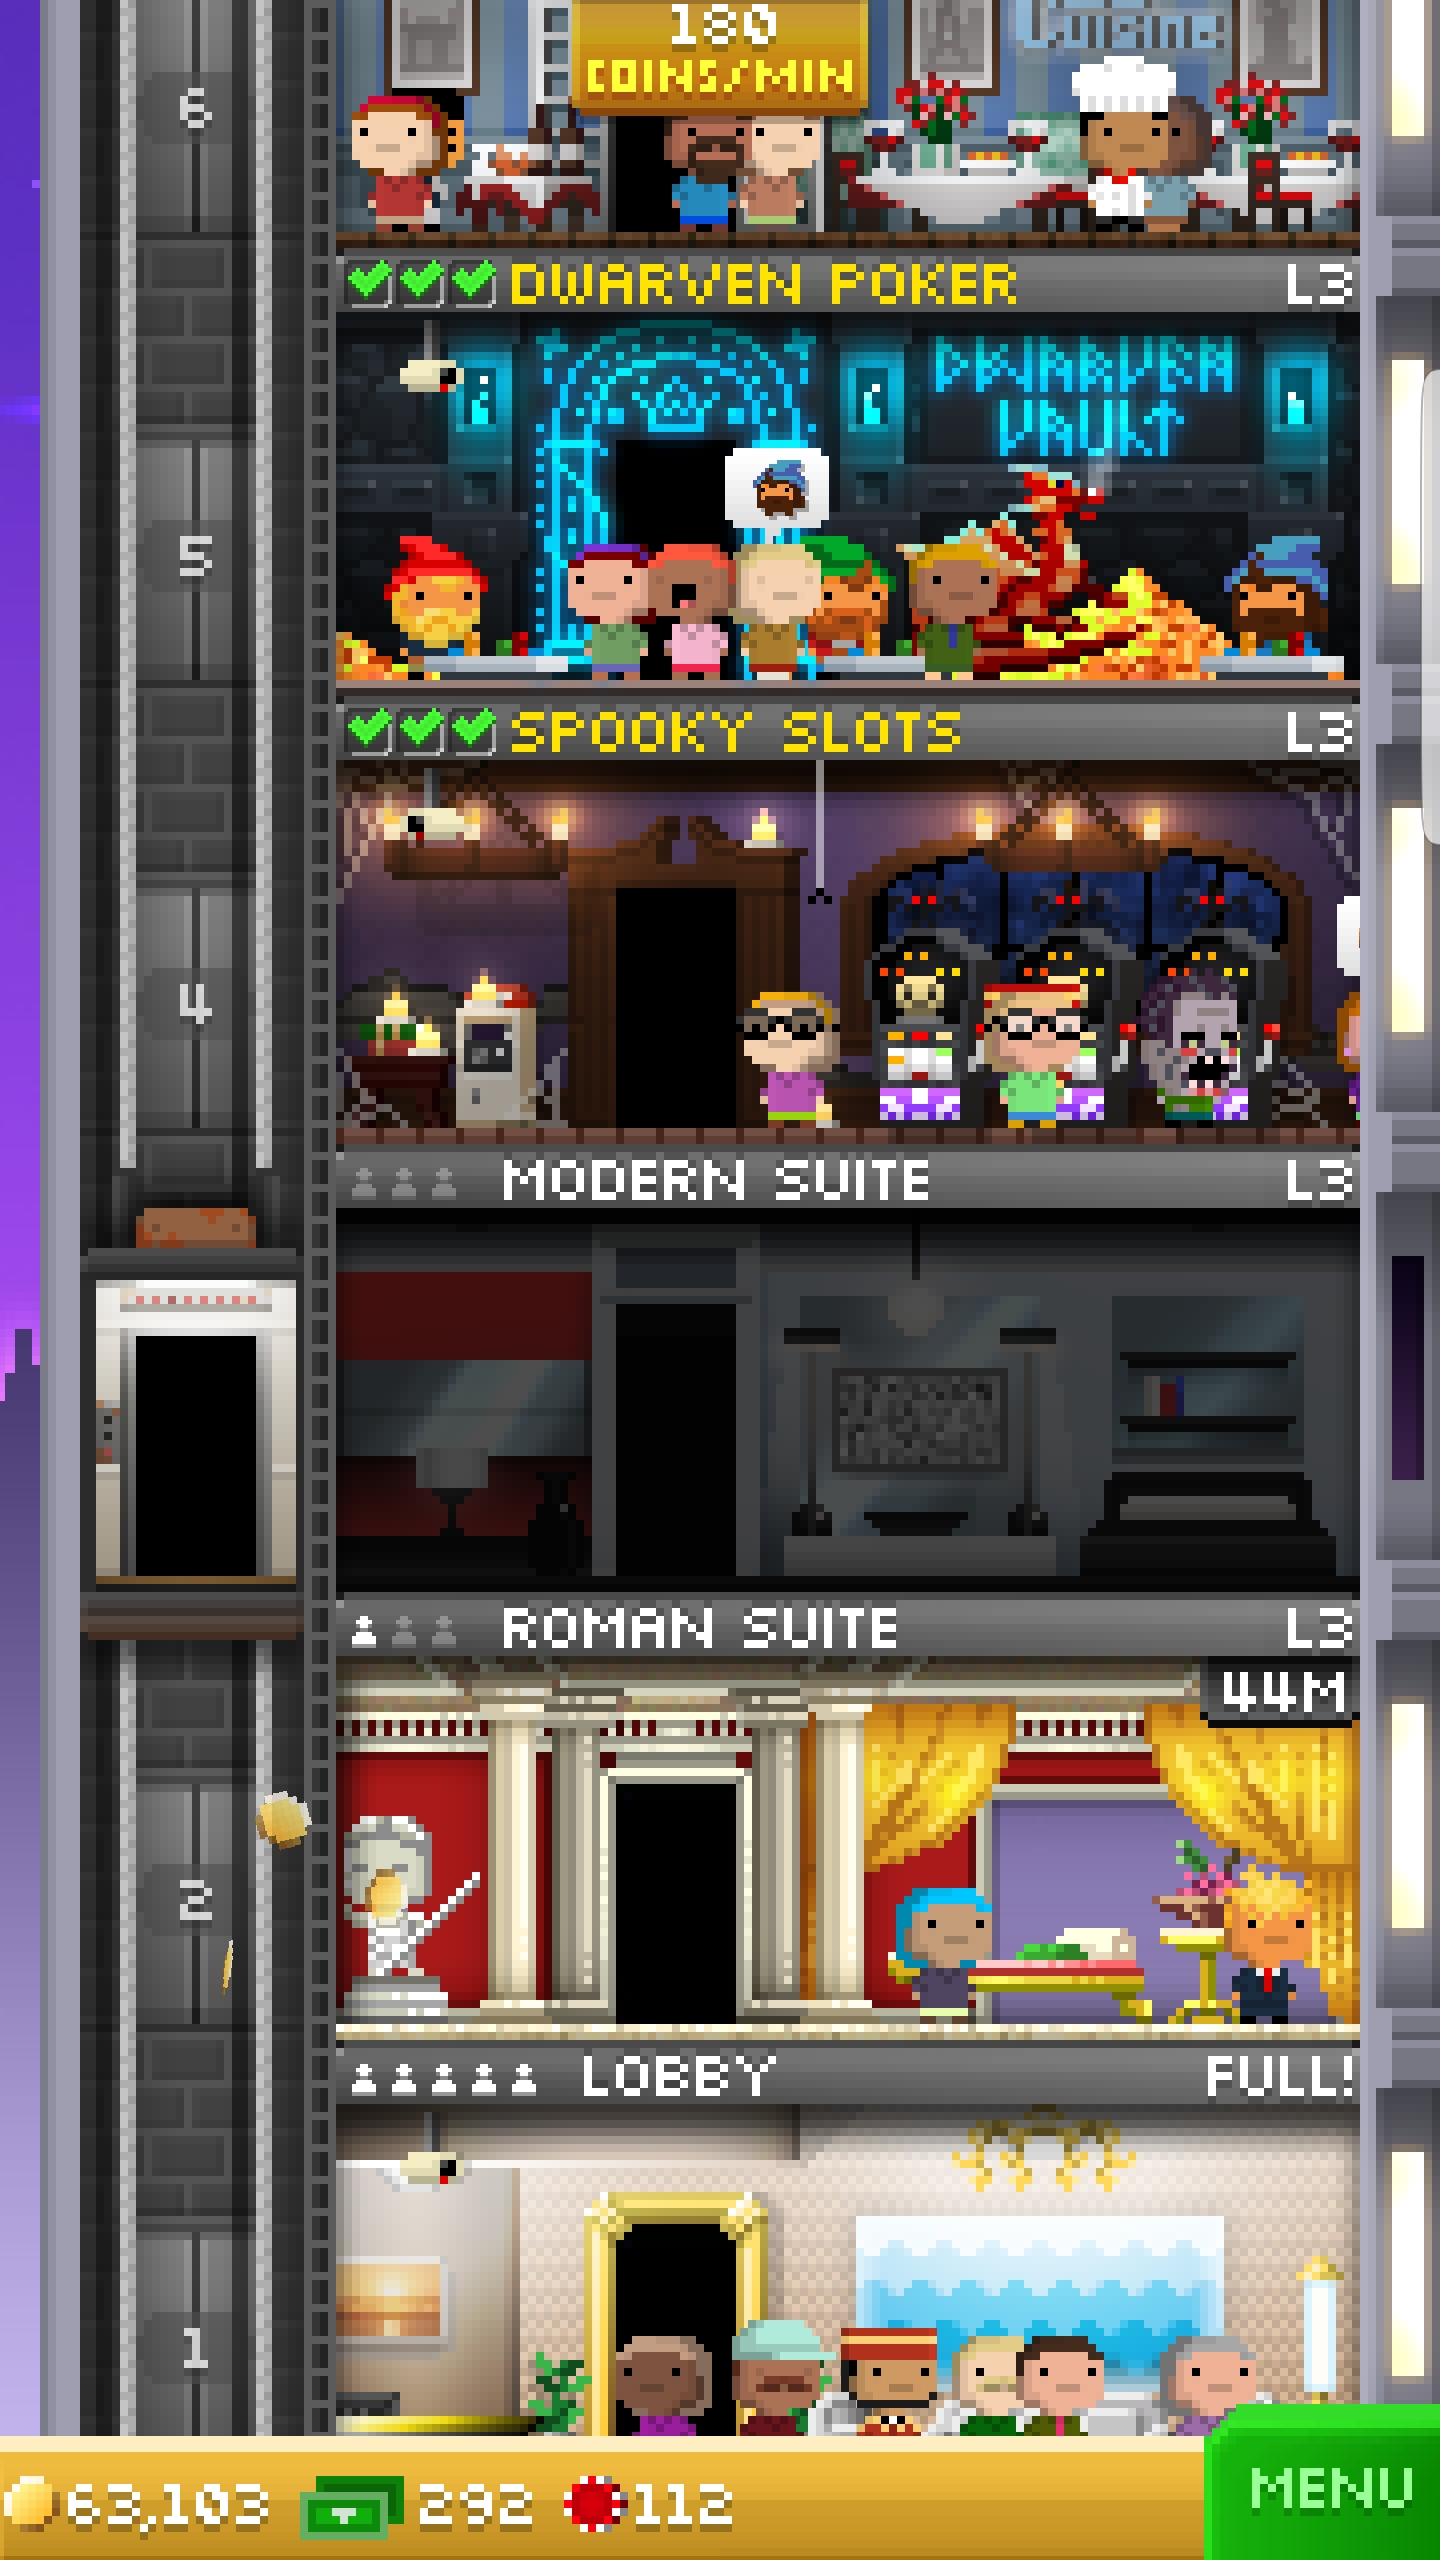 180
COINS/MIN
Cuisine
6
DWARVEN POKER L3
DWARVEN
VAULT
5
SPOOKY SLOTS L3
4
MODERN SUITE L3
ROMAN SUITE L3
44M
2
LOBBY FULL!
1
63,103 292 112
MENU